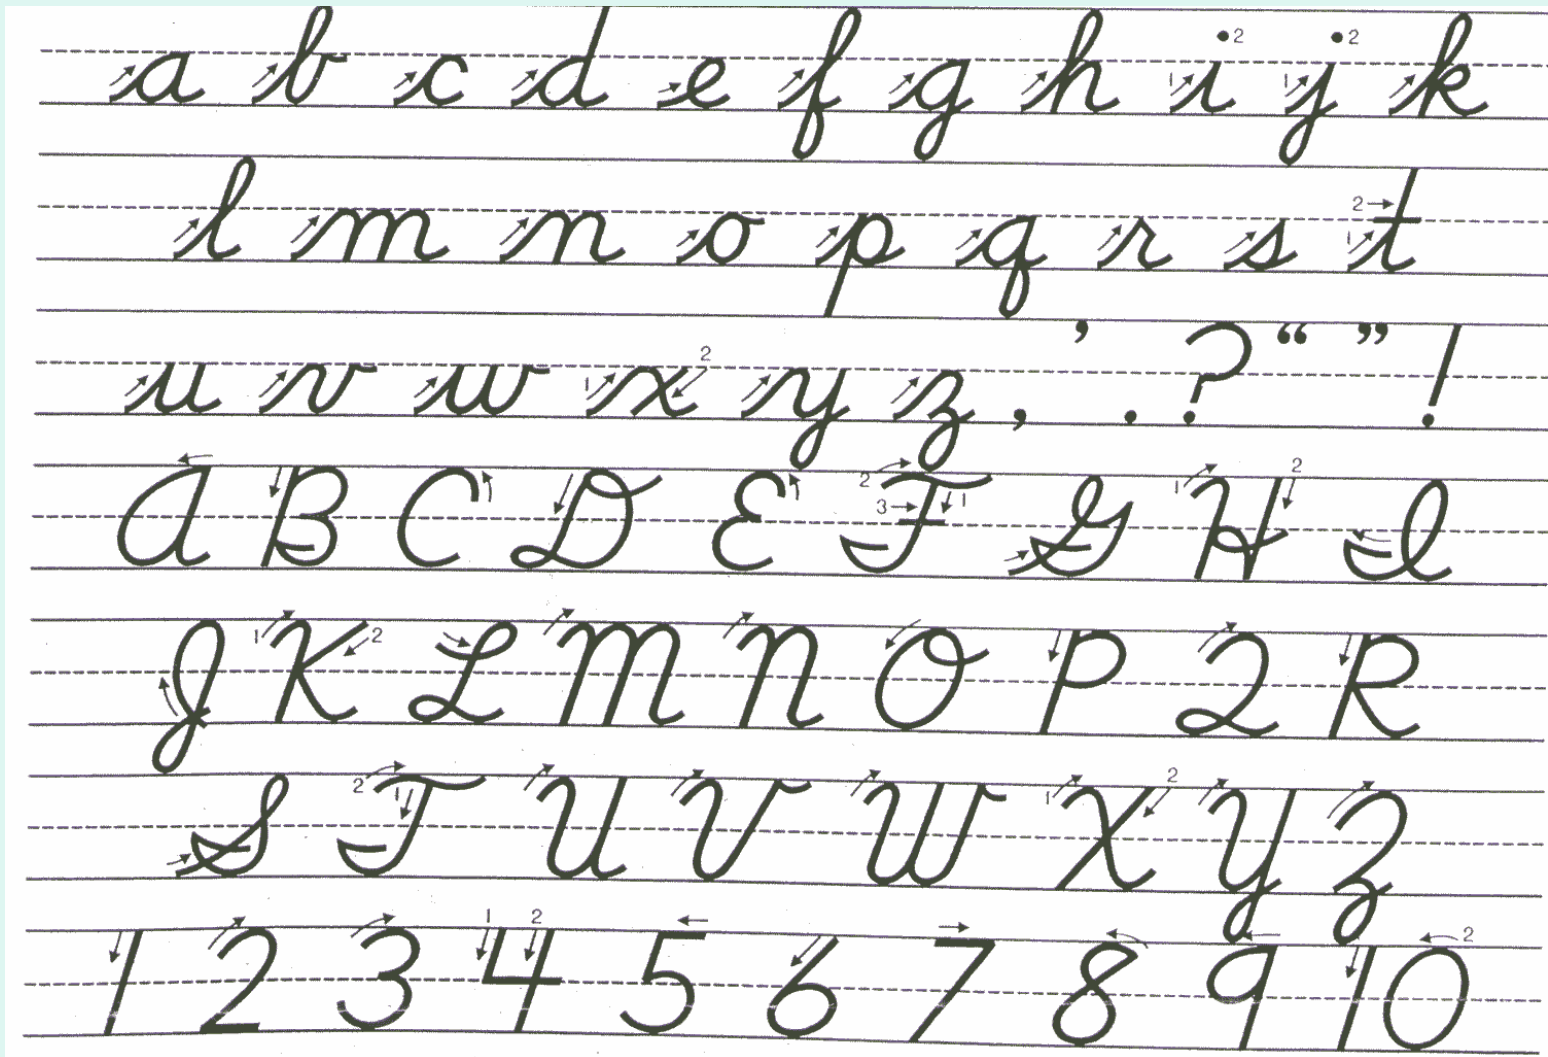 a b c d e f g h i j k
l m n o p q r s t
u v w x y z , ’ . ? “ ” !
A B C D E F G H I
J K L M N O P Q R
S T U V W X Y Z
1 2 3 4 5 6 7 8 9 10